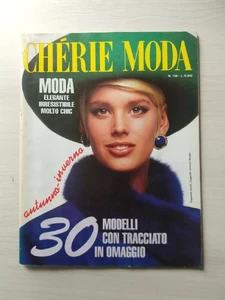 CHÉRIE MODA
MODA
ELEGANTE
IRRESISTIBILE
MOLTO CHIC
autunno-inverno
30 MODELLI
CON TRACCIATO
IN OMAGGIO